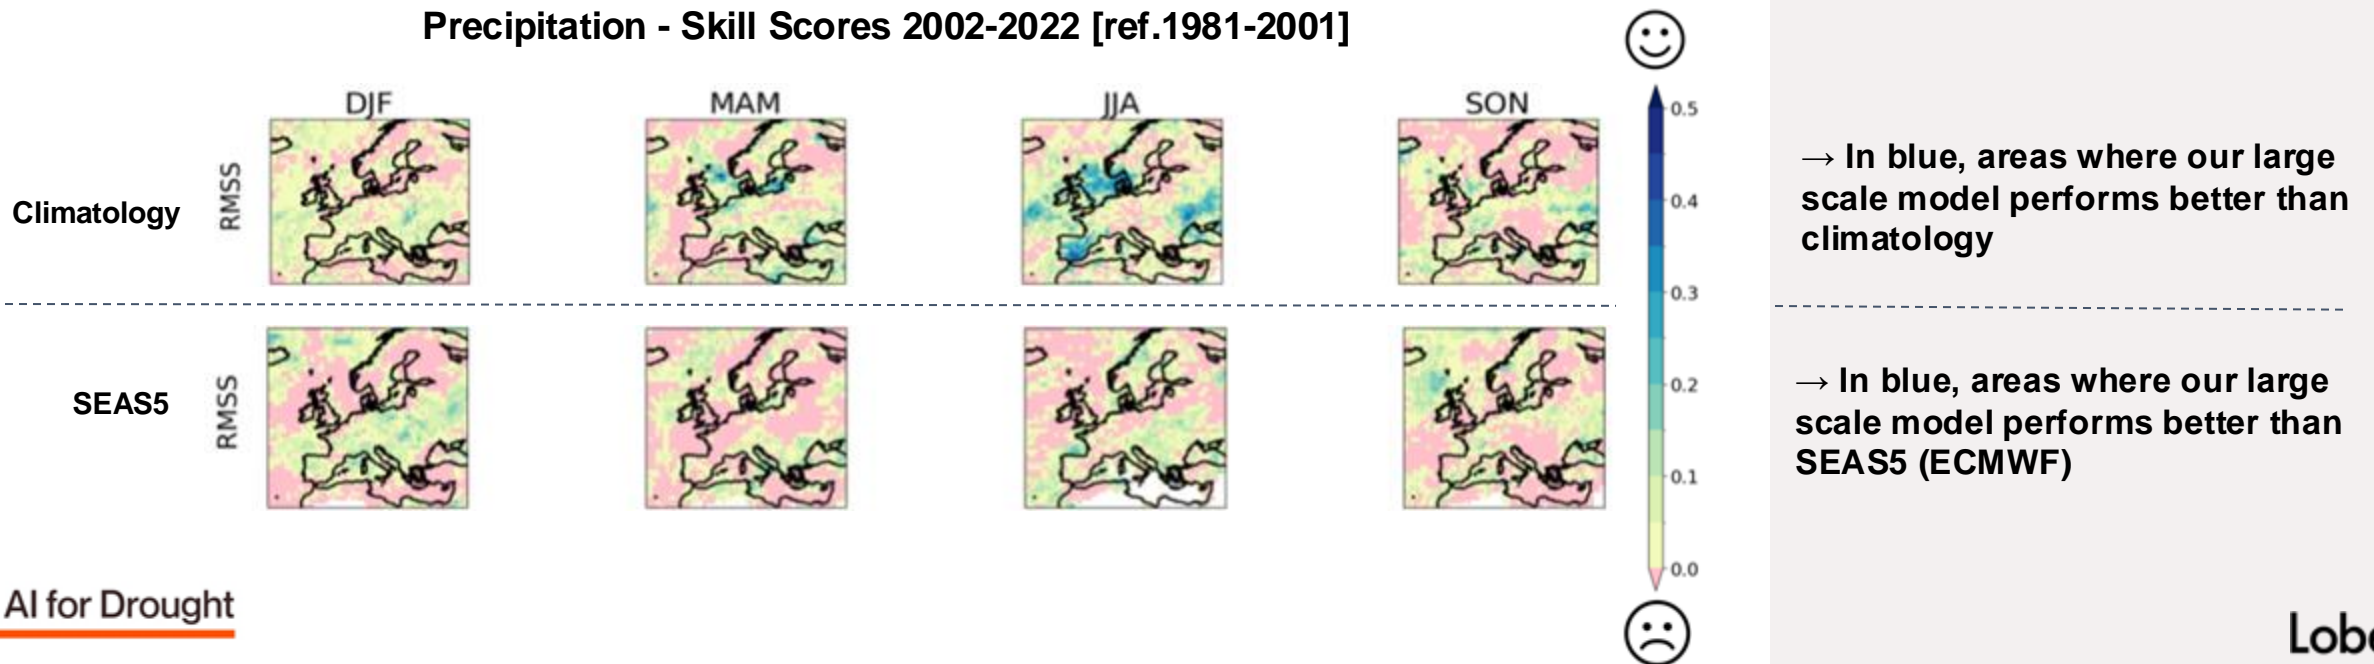 Precipitation - Skill Scores 2002-2022 [ref.1981-2001]
DJF
MAM
JJA
SON
Climatology
RMSS
SEAS5
RMSS
0.5
0.4
0.3
0.2
0.1
0.0
→ In blue, areas where our large
scale model performs better than
climatology
→ In blue, areas where our large
scale model performs better than
SEAS5 (ECMWF)
AI for Drought